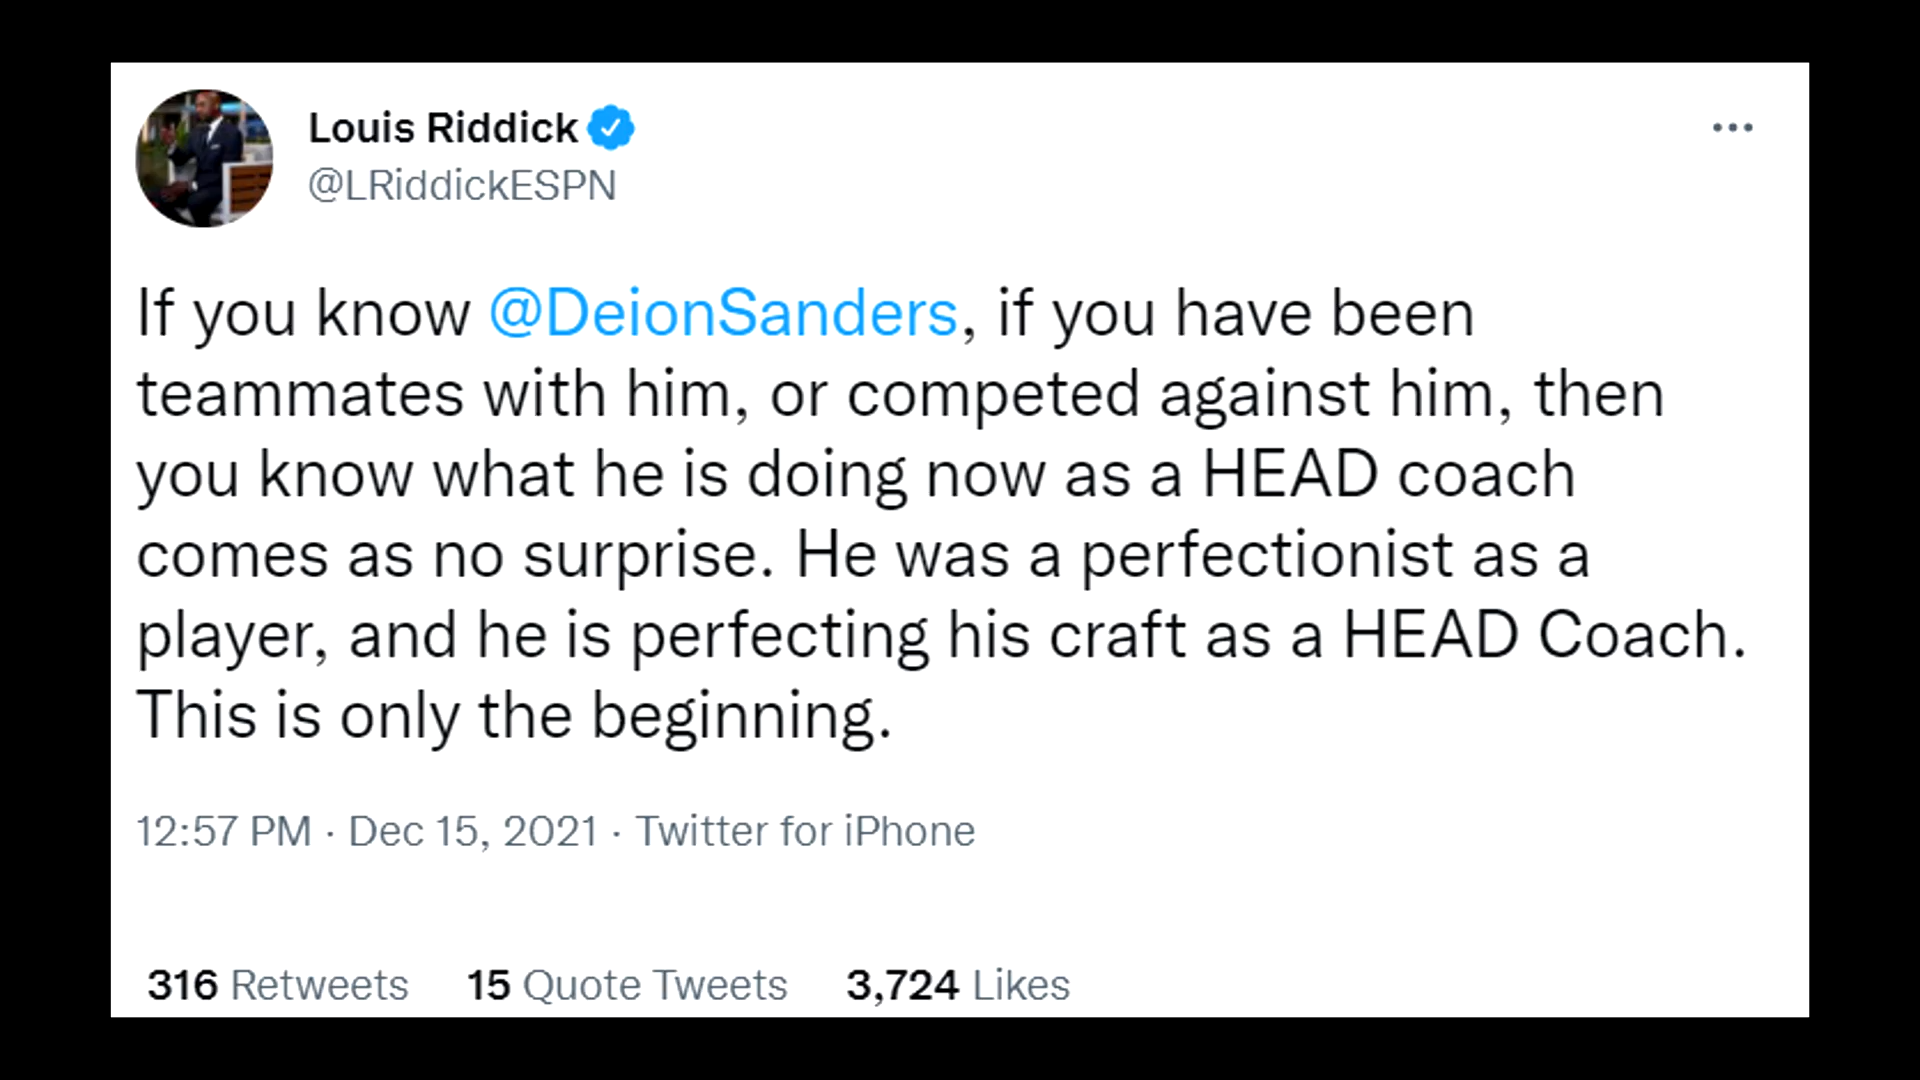 Louis Riddick
@LRiddickESPN
If you know @DeionSanders, if you have been
teammates with him, or competed against him, then
you know what he is doing now as a HEAD coach
comes as no surprise. He was a perfectionist as a
player, and he is perfecting his craft as a HEAD Coach.
This is only the beginning.
12:57 PM · Dec 15, 2021 · Twitter for iPhone
316 Retweets 15 Quote Tweets 3,724 Likes